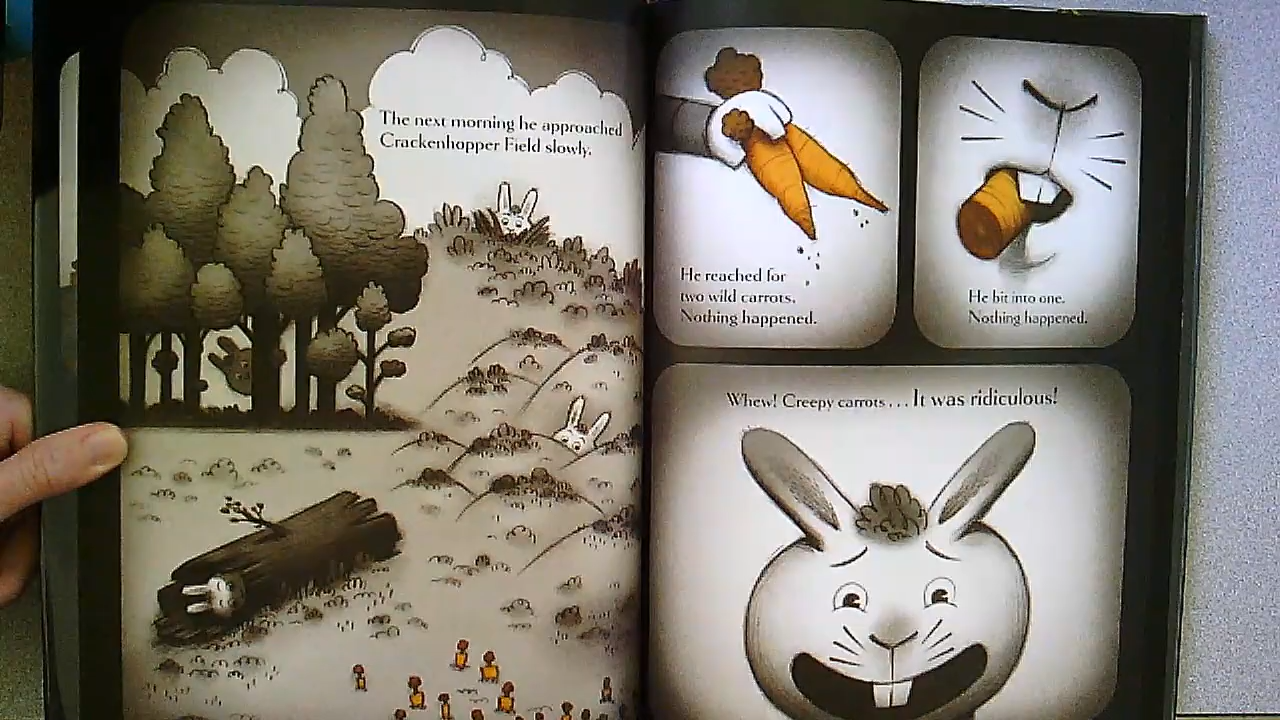 The next morning he approached
Crackenhopper Field slowly.
He reached for
two wild carrots.
Nothing happened.
He bit into one.
Nothing happened.
Whew! Creepy carrots . . . It was ridiculous!